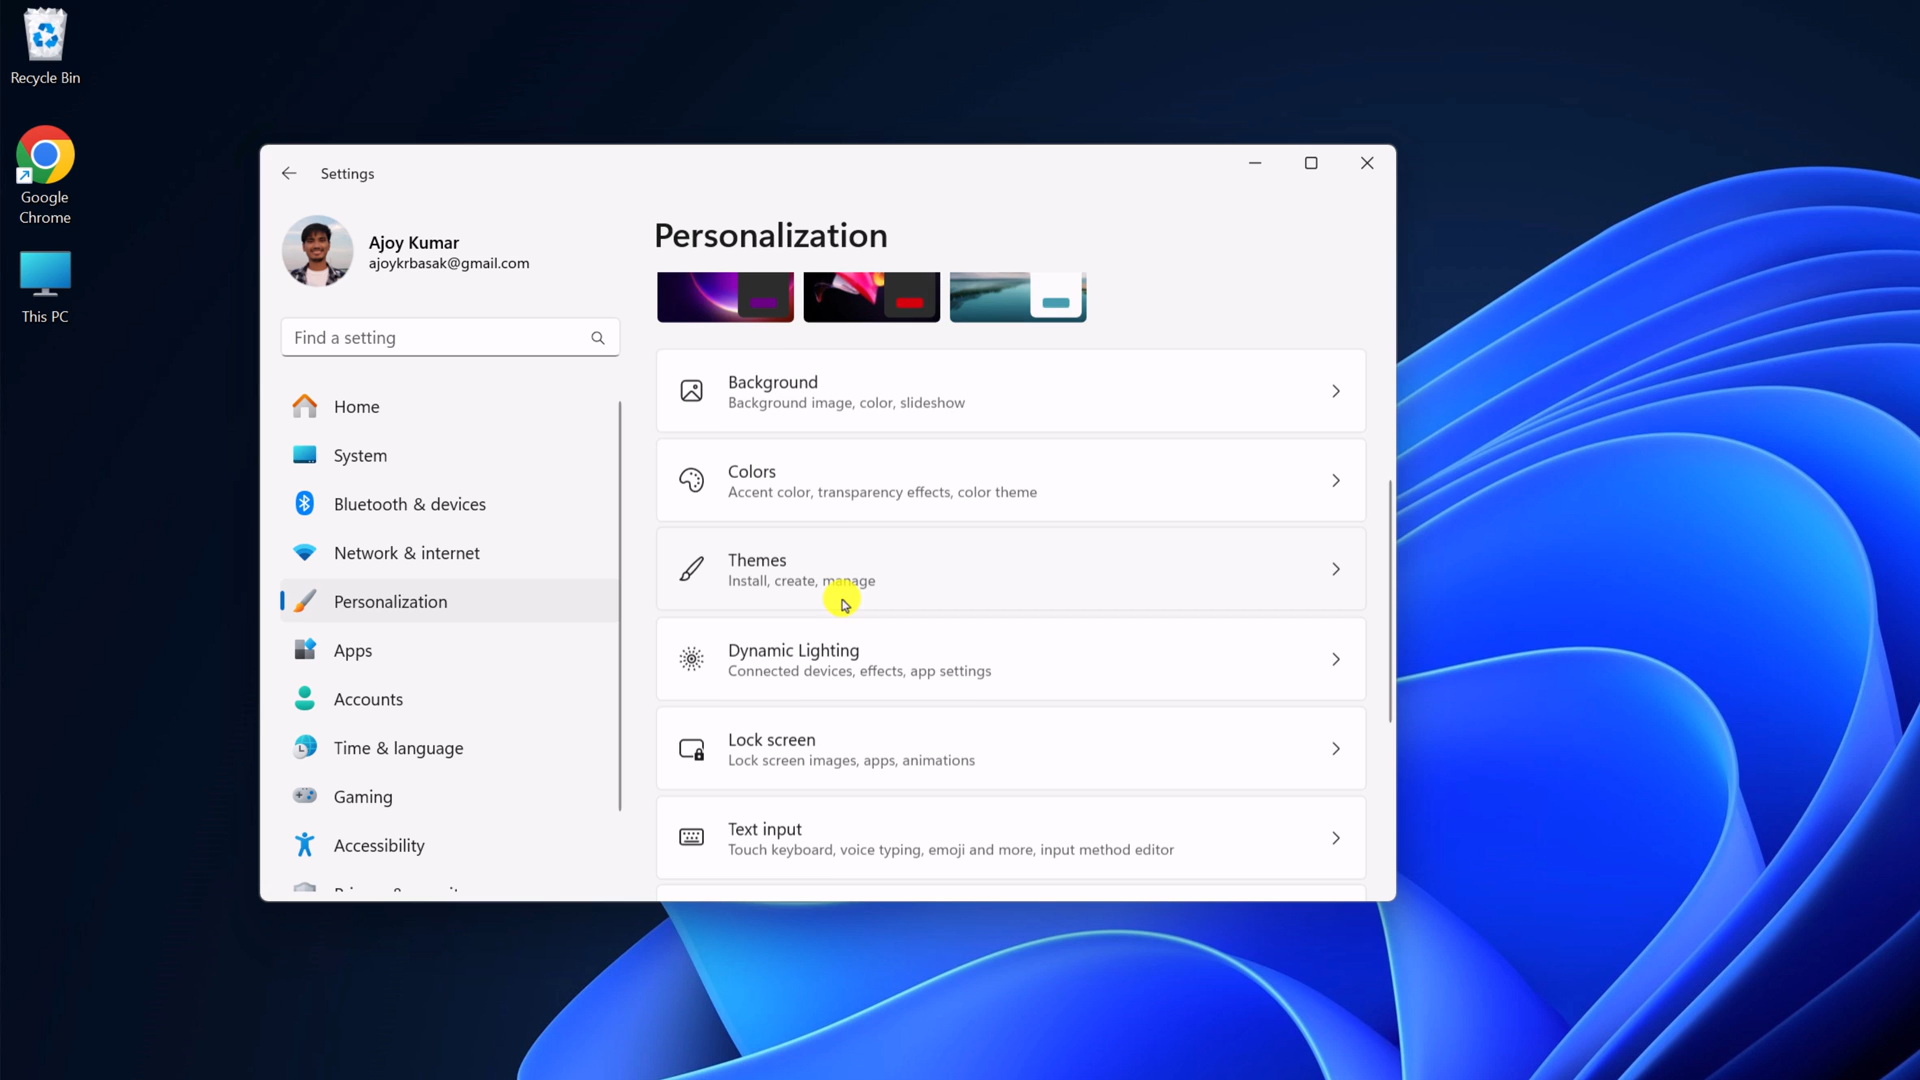 Recycle Bin
Google
Chrome
This PC
Settings
Ajoy Kumar
ajoykrbasak@gmail.com
Find a setting
Home
System
Bluetooth & devices
Network & internet
Personalization
Apps
Accounts
Time & language
Gaming
Accessibility
Personalization
Background
Background image, color, slideshow
Colors
Accent color, transparency effects, color theme
Themes
Install, create, manage
Dynamic Lighting
Connected devices, effects, app settings
Lock screen
Lock screen images, apps, animations
Text input
Touch keyboard, voice typing, emoji and more, input method editor